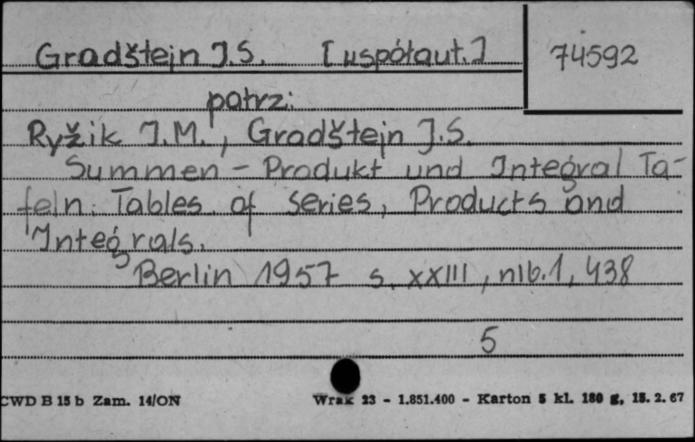 Gradštejn J.S. [współaut.] 74592
patrz:
Ryžik J.M., Gradštejn J.S.
Summen - Produkt und Integral Ta-
feln. Tables of series, Products and
Integrals.
Berlin 1957 s. XXIII, nlb. 1, 438
5
CWD B 15 b Zam. 14/ON Wrak 23 - 1.851.400 - Karton 5 kl. 180 g, 15. 2. 67